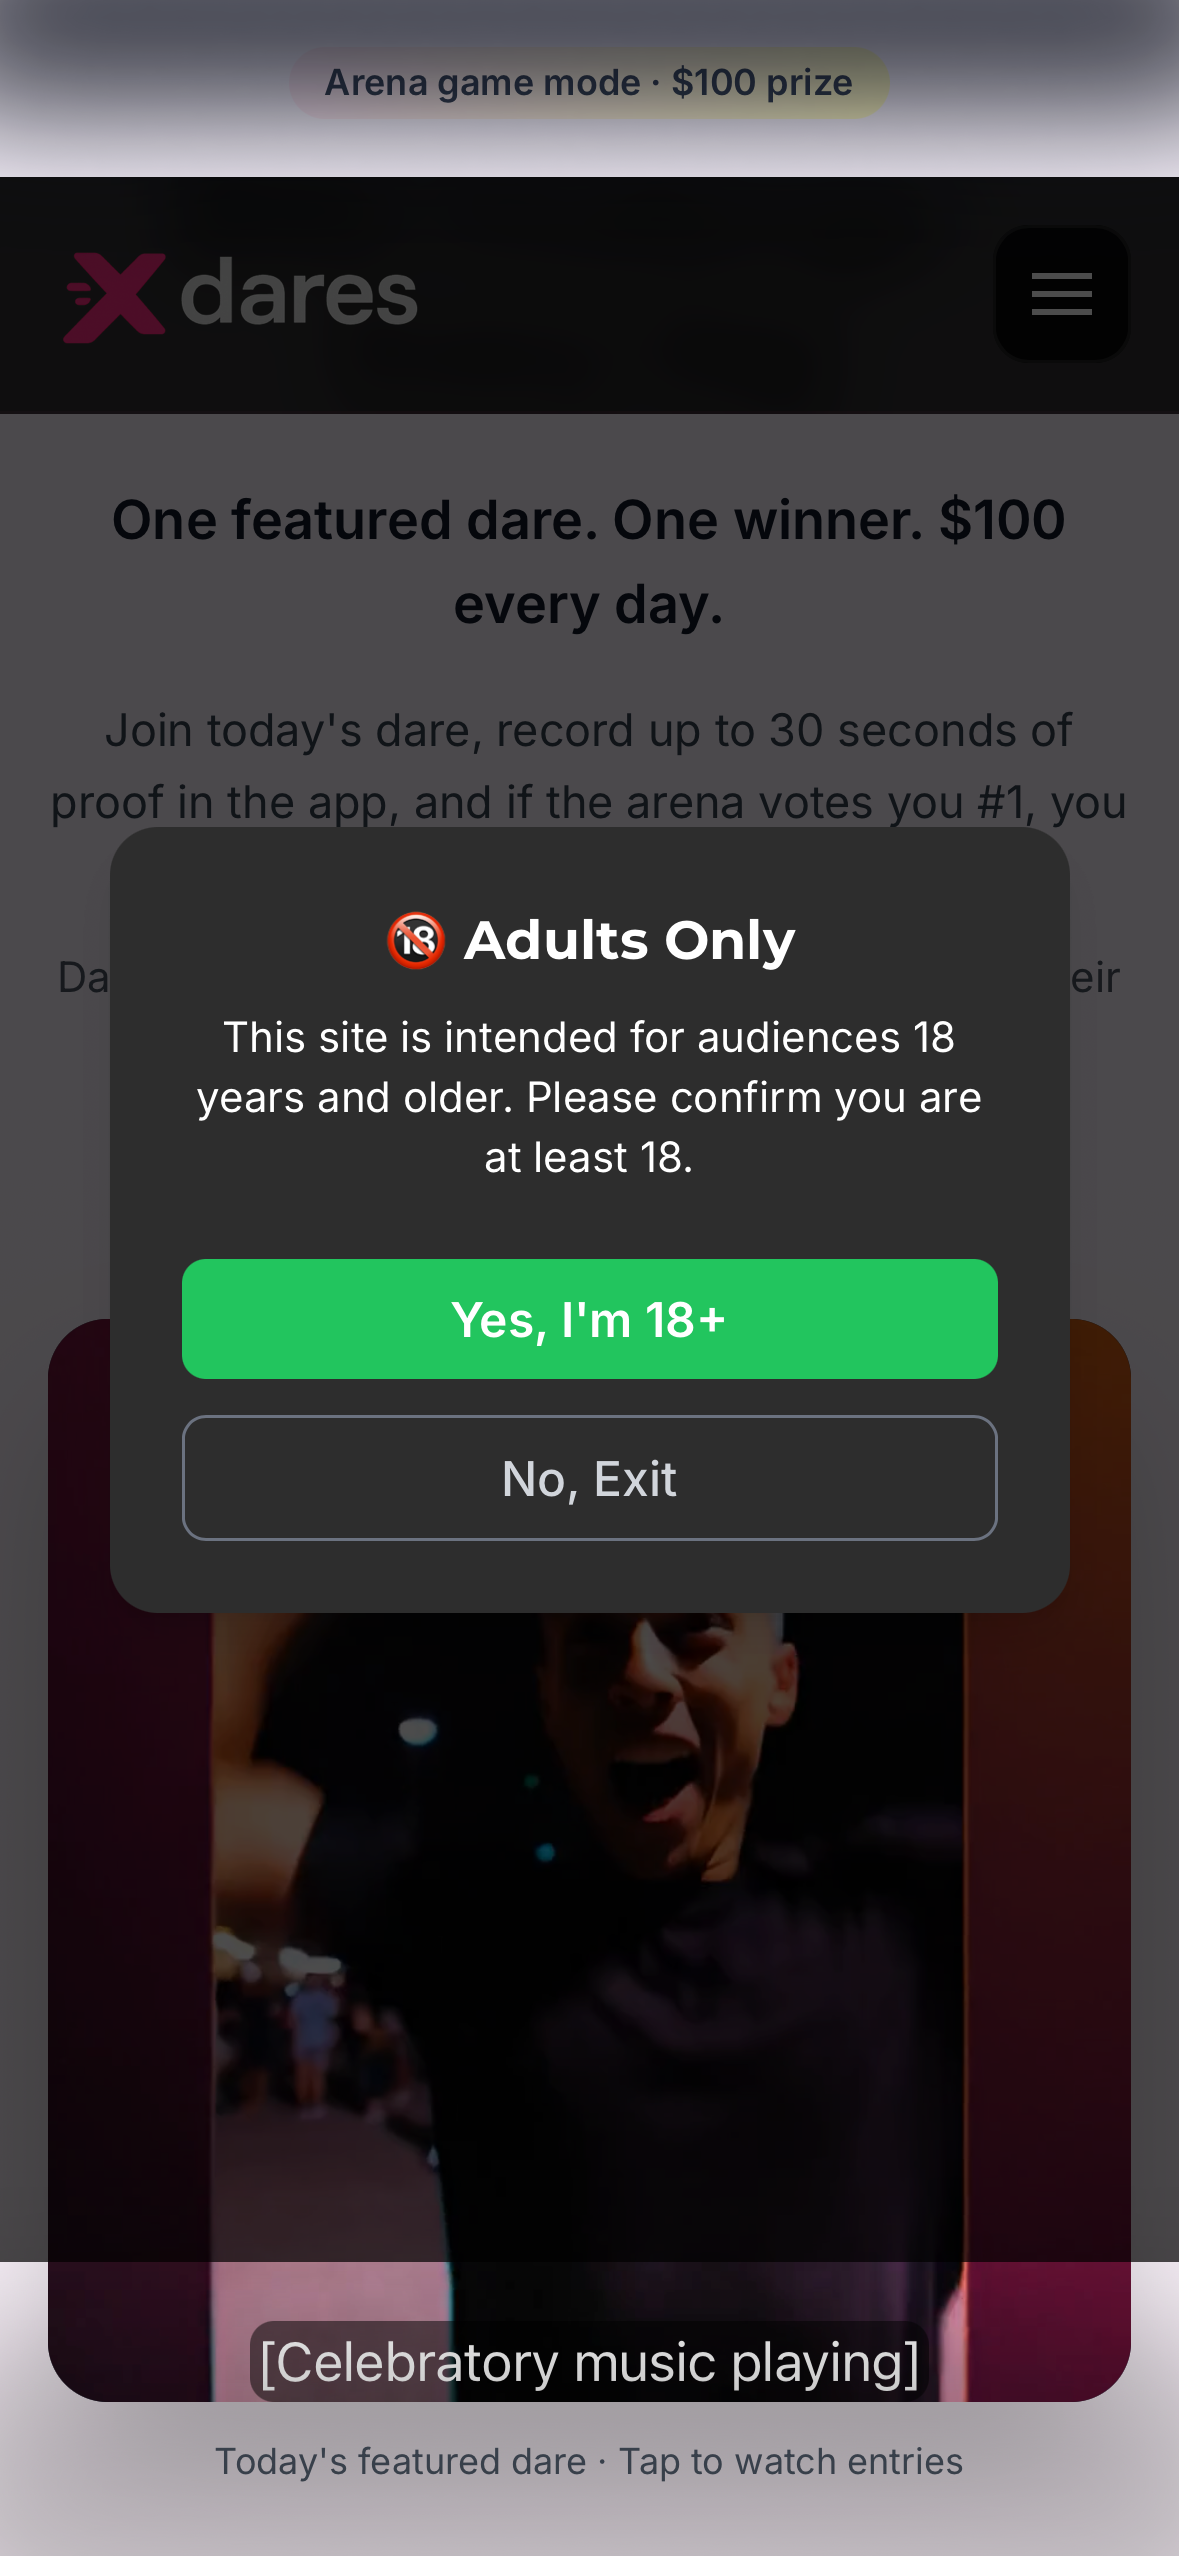 Arena game mode · $100 prize
dares
One featured dare. One winner. $100
every day.
Join today's dare, record up to 30 seconds of
proof in the app, and if the arena votes you #1, you
🔞 Adults Only
This site is intended for audiences 18
years and older. Please confirm you are
at least 18.
Yes, I'm 18+
No, Exit
[Celebratory music playing]
Today's featured dare · Tap to watch entries